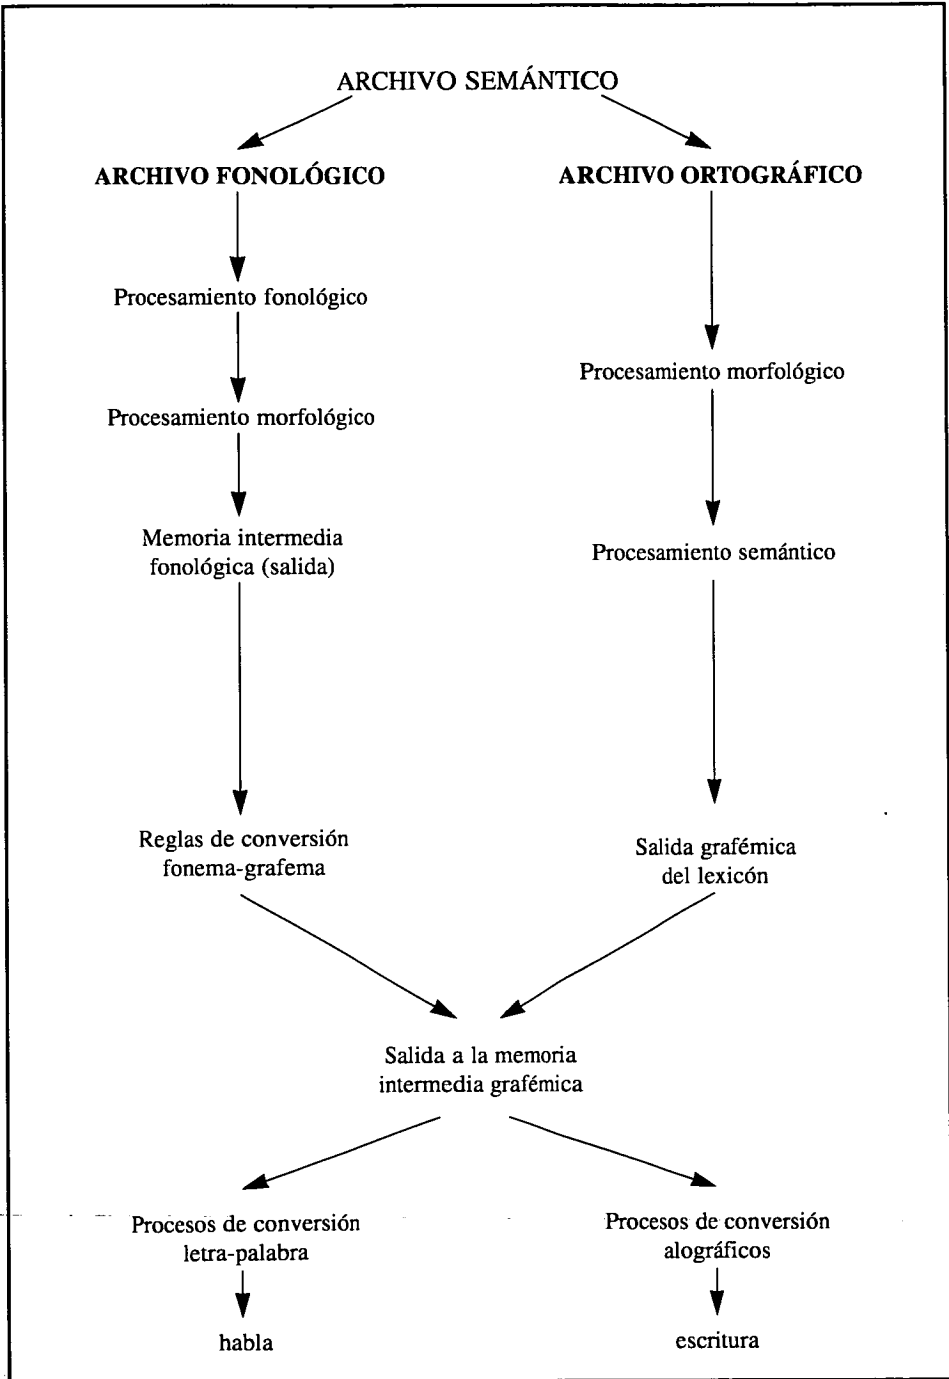 ARCHIVO SEMÁNTICO
ARCHIVO FONOLÓGICO
ARCHIVO ORTOGRÁFICO
Procesamiento fonológico
Procesamiento morfológico
Procesamiento morfológico
Memoria intermedia
fonológica (salida)
Procesamiento semántico
Reglas de conversión
fonema-grafema
Salida grafémica
del lexicón
Salida a la memoria
intermedia grafémica
Procesos de conversión
letra-palabra
Procesos de conversión
alográficos
habla
escritura